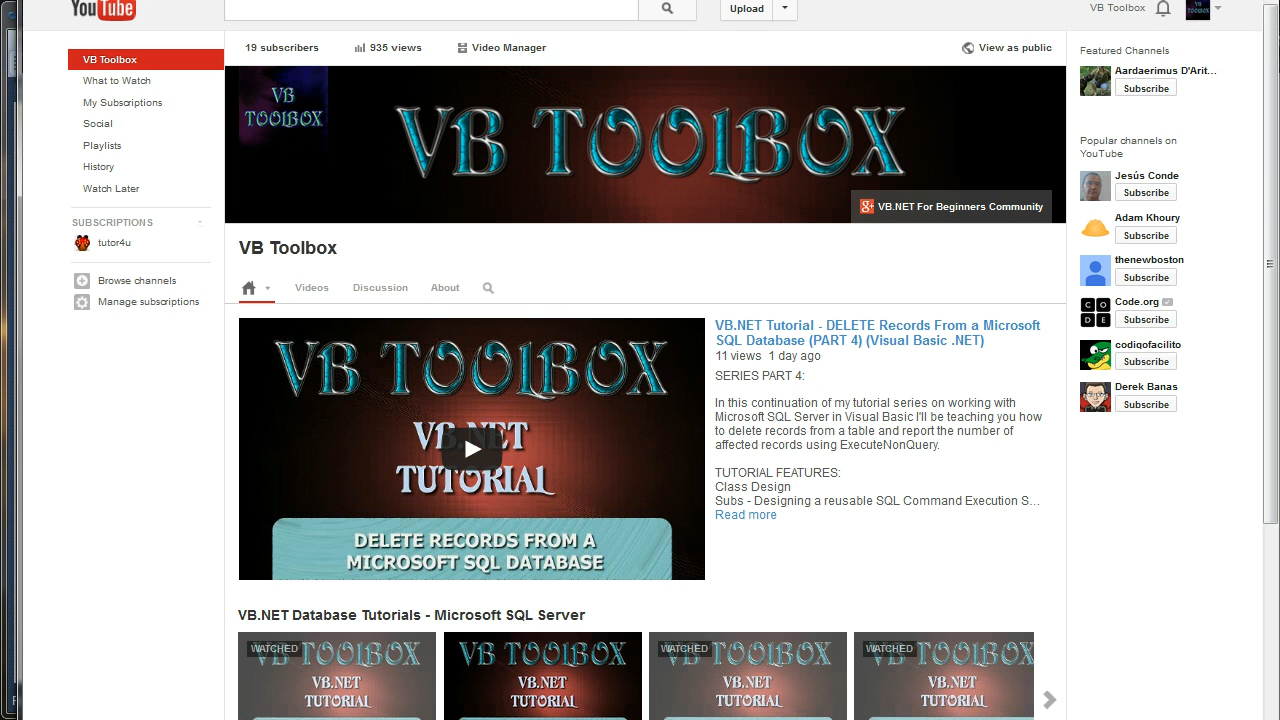 YouTube
Upload
VB Toolbox
VB TOOLBOX
VB Toolbox
What to Watch
My Subscriptions
Social
Playlists
History
Watch Later
SUBSCRIPTIONS
tutor4u
Browse channels
Manage subscriptions
19 subscribers
935 views
Video Manager
View as public
VB
TOOLBOX
VB TOOLBOX
VB.NET For Beginners Community
VB Toolbox
Videos
Discussion
About
VB TOOLBOX
VB.NET
TUTORIAL
DELETE RECORDS FROM A
MICROSOFT SQL DATABASE
VB.NET Tutorial - DELETE Records From a Microsoft
SQL Database (PART 4) (Visual Basic .NET)
11 views 1 day ago
SERIES PART 4:
In this continuation of my tutorial series on working with
Microsoft SQL Server in Visual Basic I'll be teaching you how
to delete records from a table and report the number of
affected records using ExecuteNonQuery.
TUTORIAL FEATURES:
Class Design
Subs - Designing a reusable SQL Command Execution S...
Read more
VB.NET Database Tutorials - Microsoft SQL Server
WATCHED
VB TOOLBOX
VB.NET
TUTORIAL
VB TOOLBOX
VB.NET
TUTORIAL
WATCHED
VB TOOLBOX
VB.NET
TUTORIAL
WATCHED
VB TOOLBOX
VB.NET
TUTORIAL
Featured Channels
Aardaerimus D'Arit...
Subscribe
Popular channels on
YouTube
Jesús Conde
Subscribe
Adam Khoury
Subscribe
thenewboston
Subscribe
CODE
Code.org
Subscribe
codigofacilito
Subscribe
Derek Banas
Subscribe